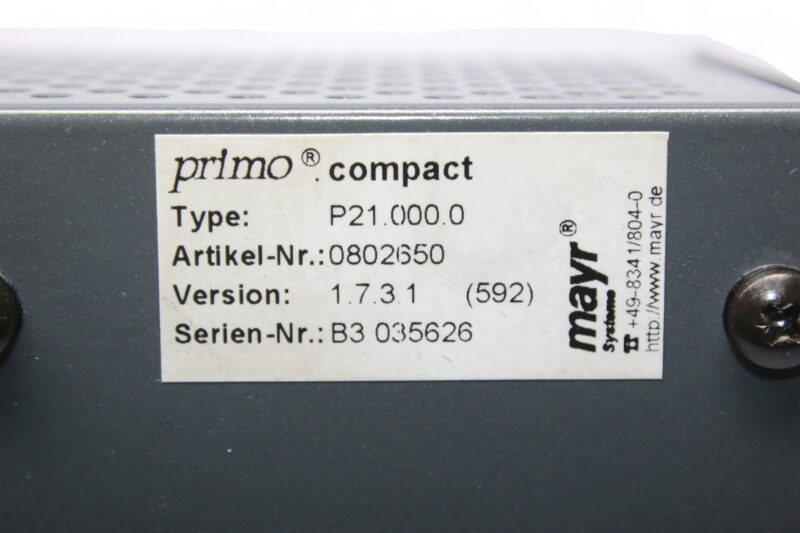 primo® compact
Type: P21.000.0
Artikel-Nr.: 0802650
Version: 1.7.3.1 (592)
Serien-Nr.: B3 035626
mayr®
Systeme
☎ +49-8341/804-0
http://www.mayr.de